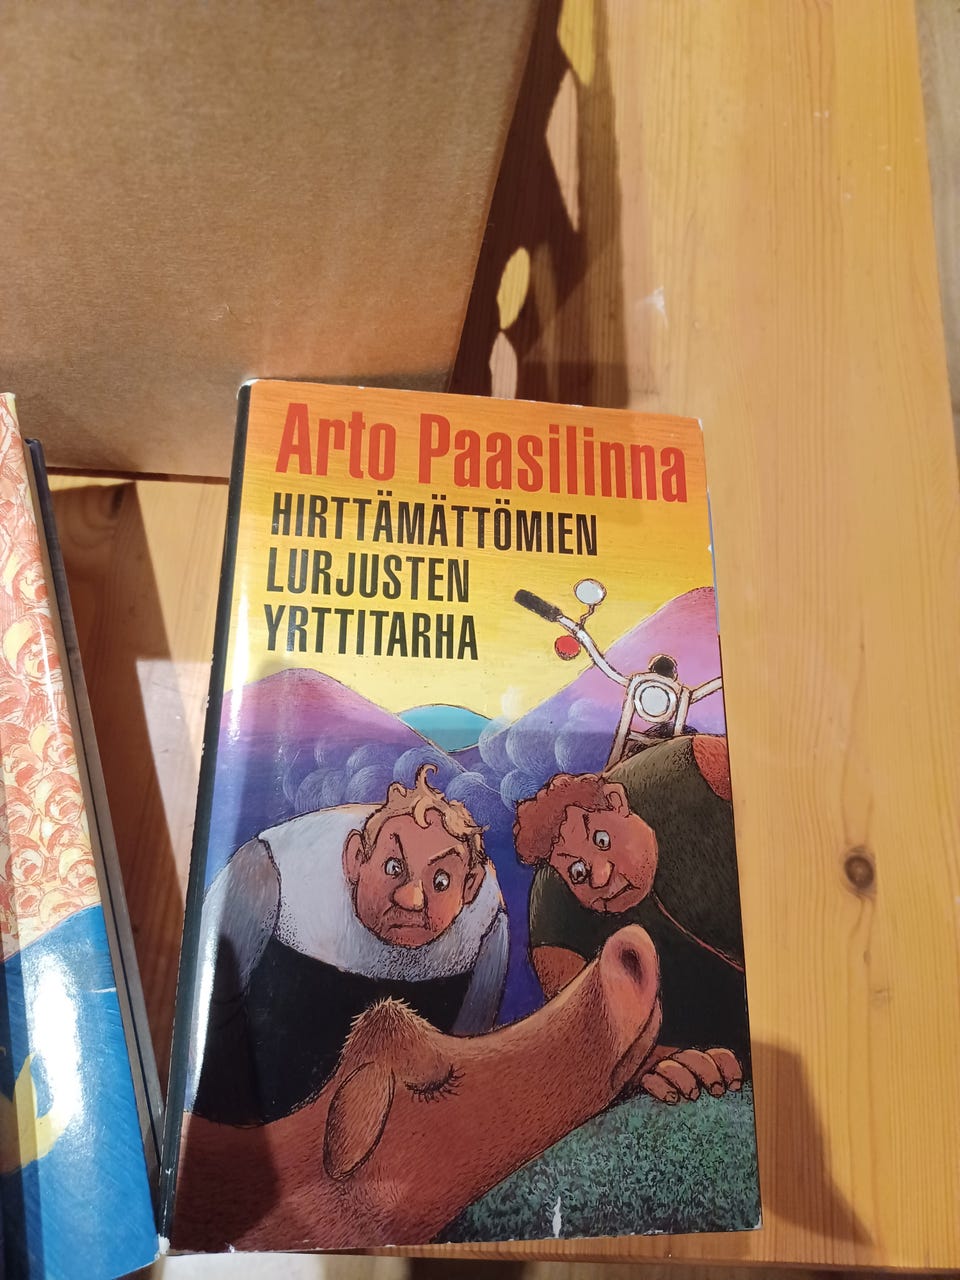 Arto Paasilinna
HIRTTÄMÄTTÖMIEN
LURJUSTEN
YRTTITARHA